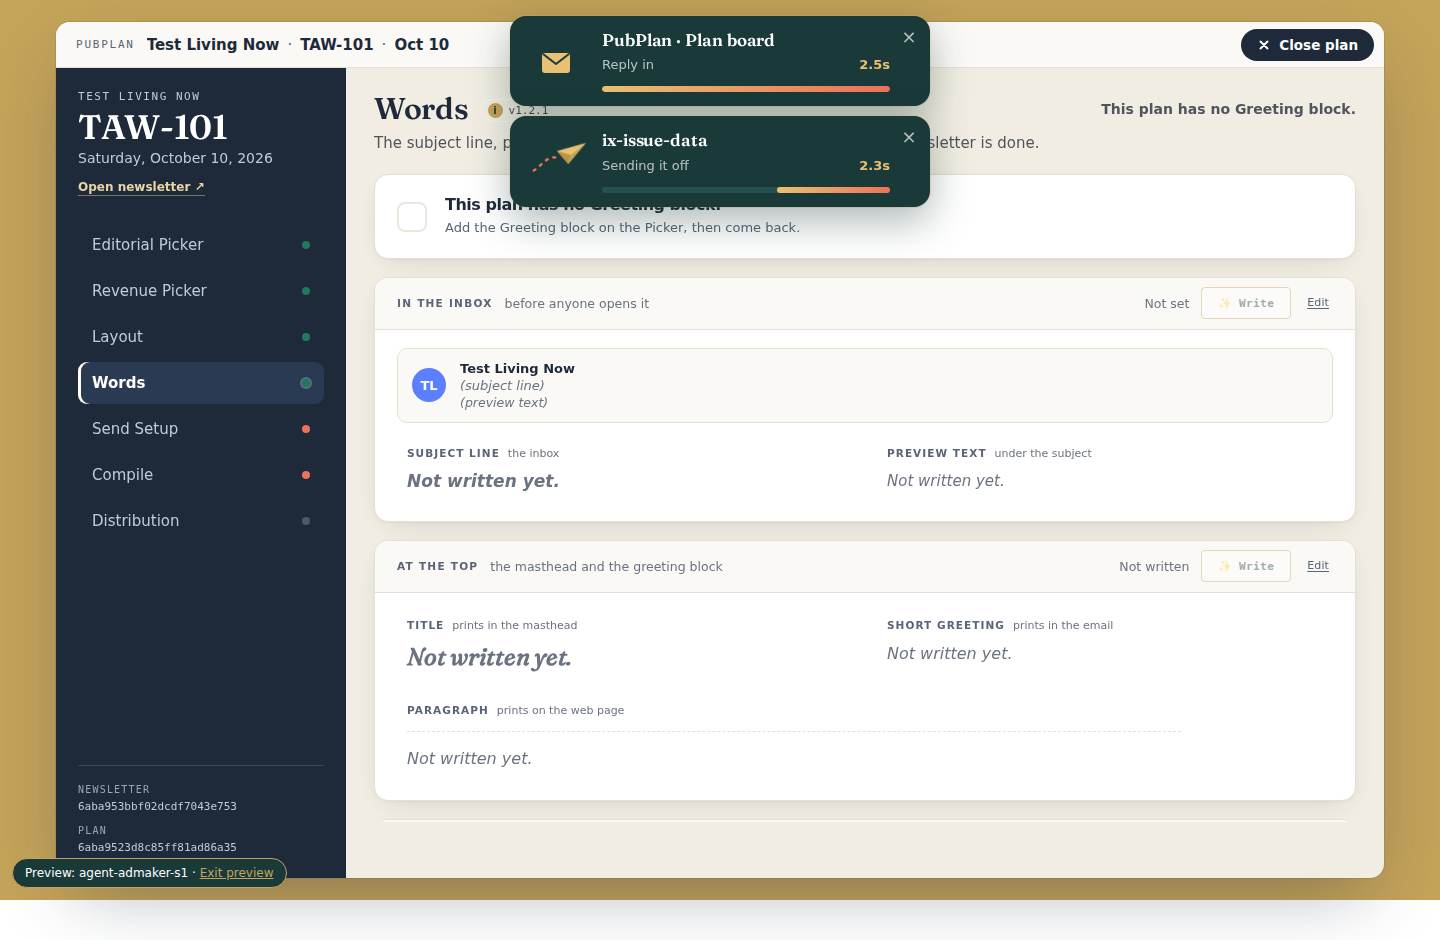 PUBPLAN Test Living Now · TAW-101 · Oct 10
Close plan
PubPlan · Plan board
Reply in 2.5s
ix-issue-data
Sending it off 2.3s
TEST LIVING NOW
TAW-101
Saturday, October 10, 2026
Open newsletter ↗
Editorial Picker
Revenue Picker
Layout
Words
Send Setup
Compile
Distribution
NEWSLETTER
6aba953bbf02dcdf7043e753
PLAN
6aba9523d8c85ff81ad86a35
Preview: agent-admaker-s1 · Exit preview
Words i v1.2.1
This plan has no Greeting block.
The subject line, sletter is done.
This plan has no Greeting block.
Add the Greeting block on the Picker, then come back.
IN THE INBOX before anyone opens it
Not set ✨ Write Edit
TL
Test Living Now
(subject line)
(preview text)
SUBJECT LINE the inbox
Not written yet.
PREVIEW TEXT under the subject
Not written yet.
AT THE TOP the masthead and the greeting block
Not written ✨ Write Edit
TITLE prints in the masthead
Not written yet.
SHORT GREETING prints in the email
Not written yet.
PARAGRAPH prints on the web page
Not written yet.